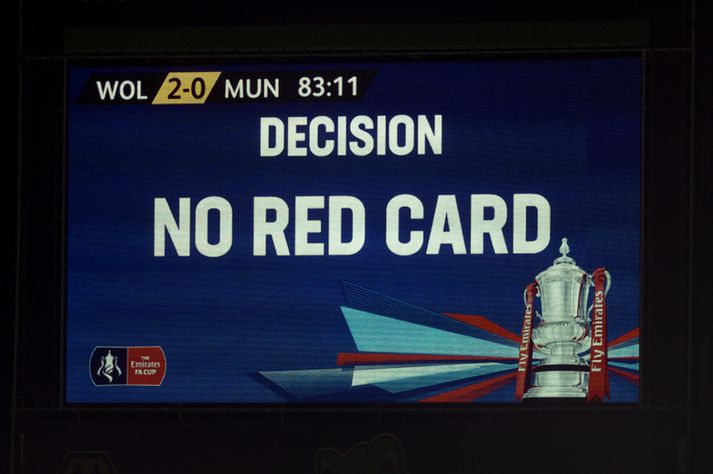 WOL 2-0 MUN 83:11
DECISION
NO RED CARD
Fly Emirates
Fly Emirates
THE
Emirates
FA CUP